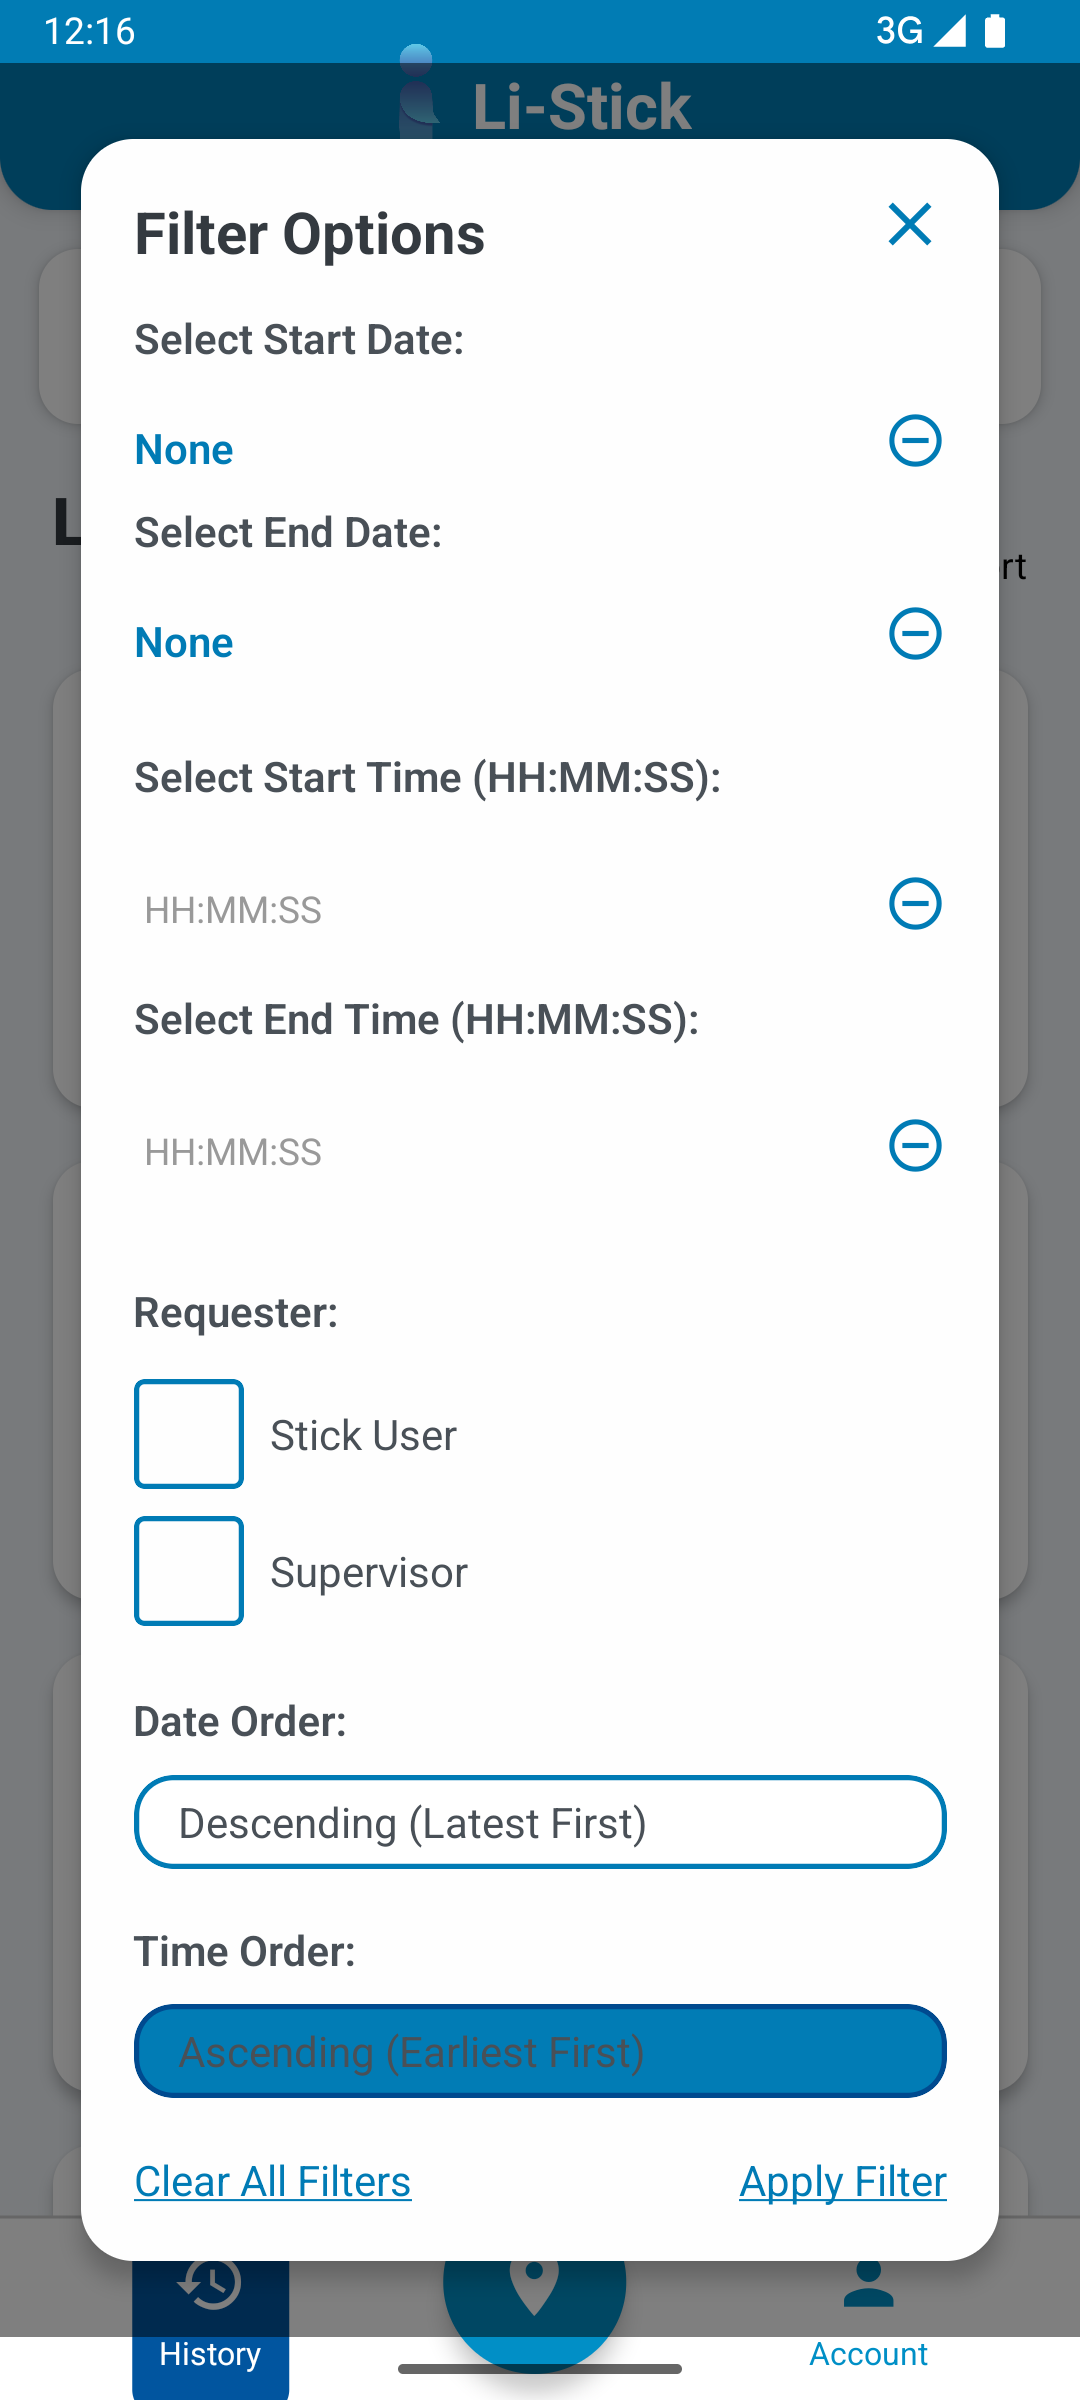 12:16
3G
Li-Stick
Filter Options
Select Start Date:
None
Select End Date:
L
rt
None
Select Start Time (HH:MM:SS):
HH:MM:SS
Select End Time (HH:MM:SS):
HH:MM:SS
Requester:
Stick User
Supervisor
Date Order:
Descending (Latest First)
Time Order:
Ascending (Earliest First)
Clear All Filters
Apply Filter
History
Account